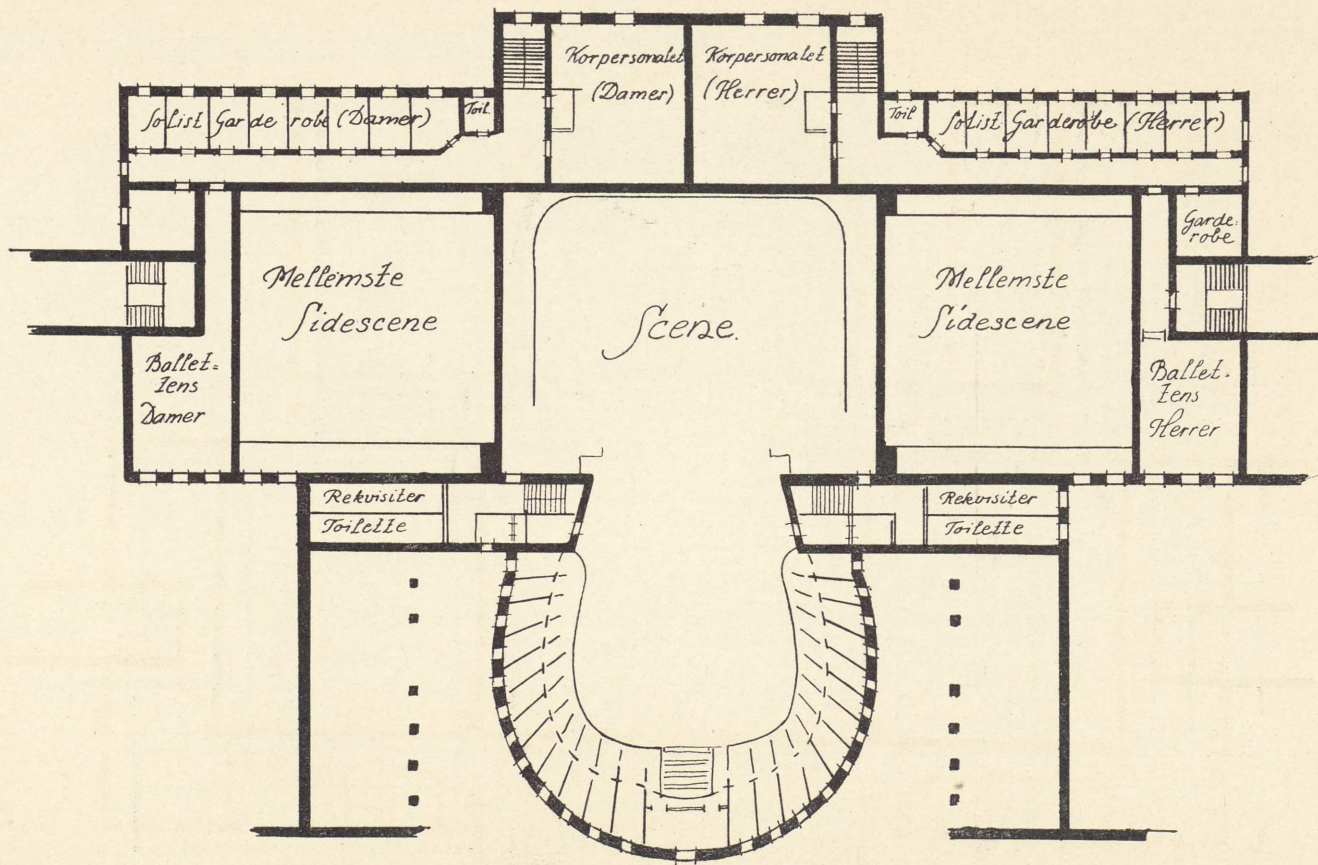 Korpersonalet
(Damer)
Korpersonalet
(Herrer)
Solist Garderobe (Damer)
Toil.
Toil
Solist Garderobe (Herrer)
Garde=
robe
Mellemste
Sidescene
Scene.
Mellemste
Sidescene
Ballet=
tens
Damer
Ballet-
tens
Herrer
Rekvisiter
Toilette
Rekvisiter
Toilette